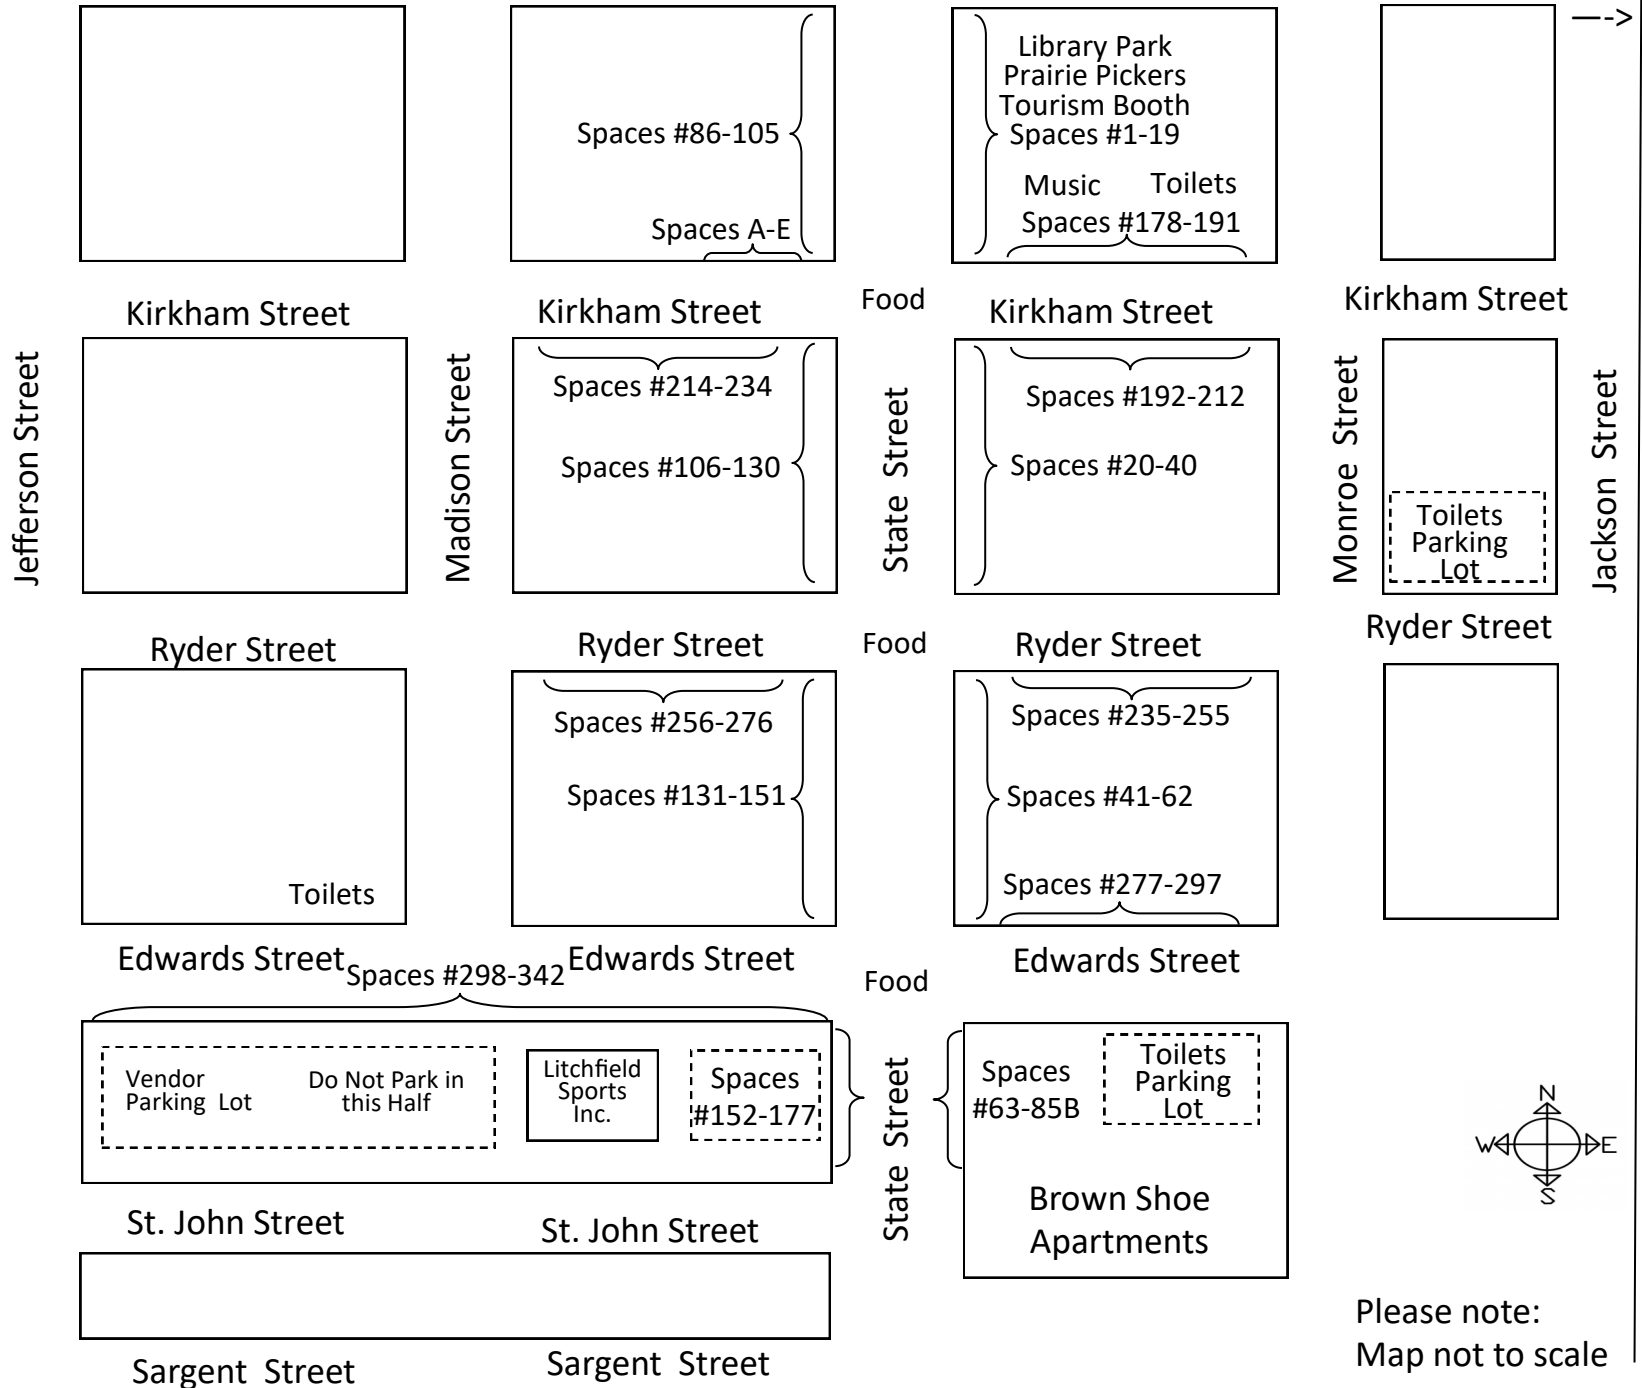 —->
Library Park
Prairie Pickers
Tourism Booth
Spaces #86-105
Spaces #1-19
Music
Toilets
Spaces A-E
Spaces #178-191
Kirkham Street
Kirkham Street
Food
Kirkham Street
Kirkham Street
Jefferson Street
Madison Street
Spaces #214-234
Spaces #106-130
State Street
Spaces #192-212
Spaces #20-40
Monroe Street
Toilets
Parking
Lot
Jackson Street
Ryder Street
Ryder Street
Food
Ryder Street
Ryder Street
Spaces #256-276
Spaces #235-255
Spaces #131-151
Spaces #41-62
Toilets
Spaces #277-297
Edwards Street
Spaces #298-342
Edwards Street
Food
Edwards Street
Vendor
Parking Lot
Do Not Park in
this Half
Litchfield
Sports
Inc.
Spaces
#152-177
State Street
Spaces
#63-85B
Toilets
Parking
Lot
Brown Shoe
Apartments
N
W
E
S
St. John Street
St. John Street
Please note:
Map not to scale
Sargent Street
Sargent Street